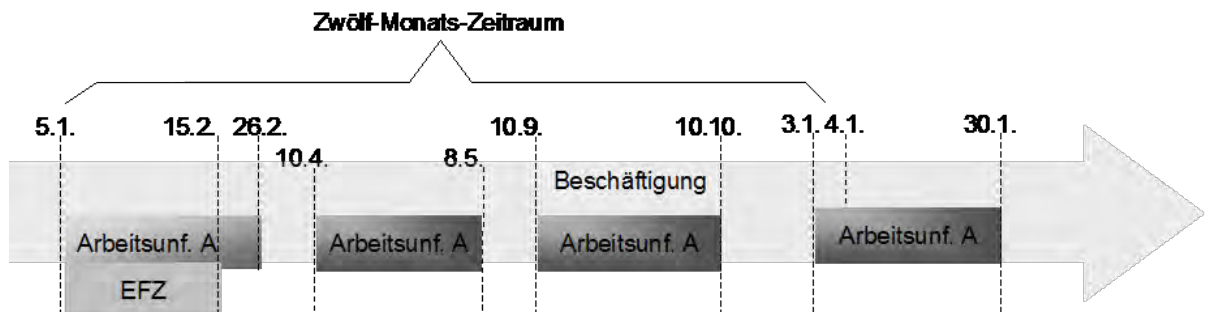 Zwölf-Monats-Zeitraum
5.1. 15.2. 26.2. 10.9. 10.10. 3.1. 4.1. 30.1.
10.4. 8.5.
Beschäftigung
Arbeitsunf. A Arbeitsunf. A Arbeitsunf. A Arbeitsunf. A
EFZ